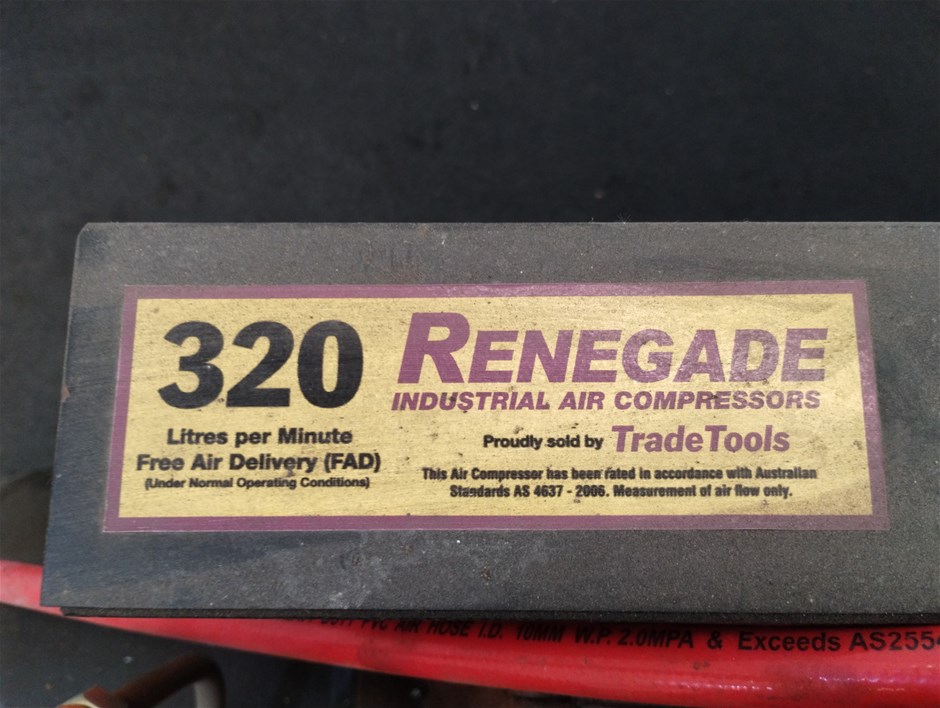 320
Litres per Minute
Free Air Delivery (FAD)
(Under Normal Operating Conditions)
RENEGADE
INDUSTRIAL AIR COMPRESSORS
Proudly sold by TradeTools
This Air Compressor has been rated in accordance with Australian
Standards AS 4637 - 2006. Measurement of air flow only.
PVC AIR HOSE I.D. 10MM W.P. 2.0MPA & Exceeds AS255